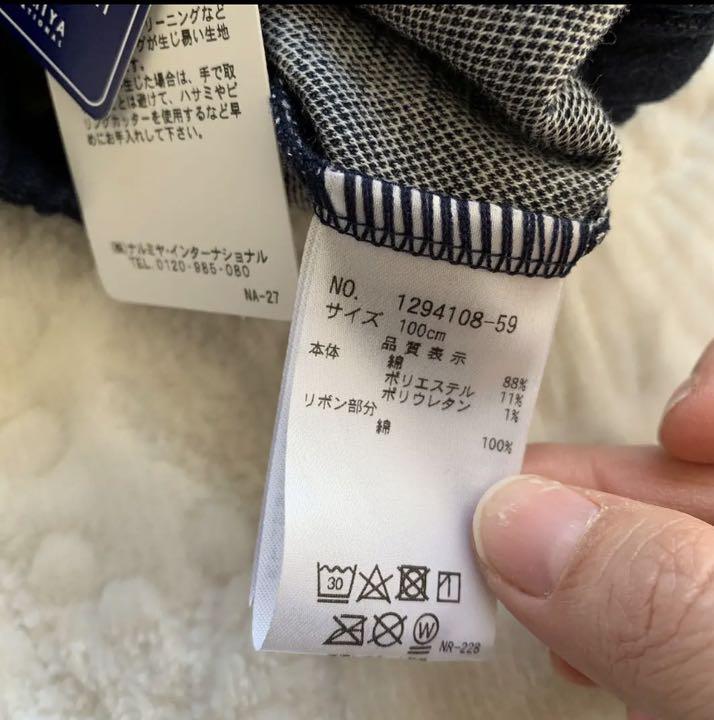 MIYA
NATIONAL
リーニングなど
グが生じ易い生地
す。
生じた場合は、手で取
とは避けて、ハサミやピ
リングカッターを使用するなど早
めにお手入れして下さい。
㈱ナルミヤ・インターナショナル
TEL.0120-985-080
NA-27
NO. 1294108-59
サイズ 100cm
品質表示
本体 綿 88%
ポリエステル 11%
ポリウレタン 1%
リボン部分
綿 100%
30
W
NR-228